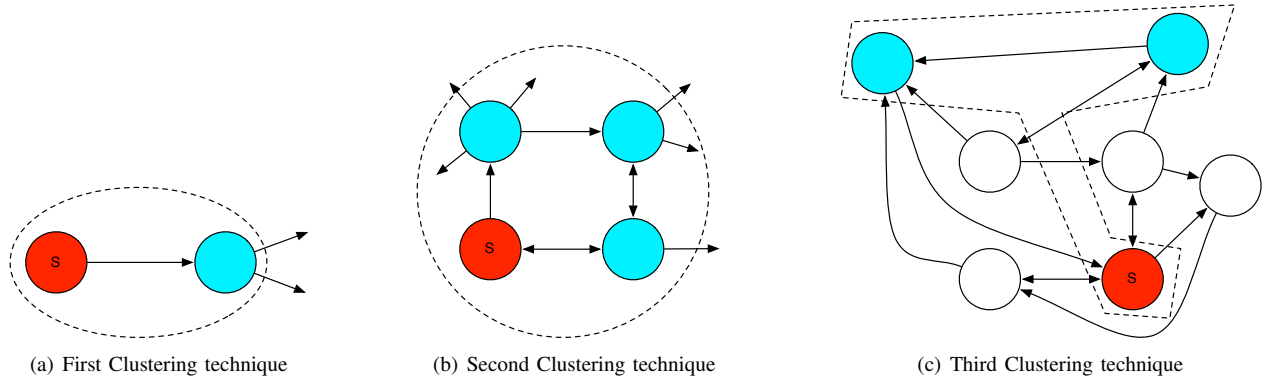 S
S
S
(a) First Clustering technique
(b) Second Clustering technique
(c) Third Clustering technique